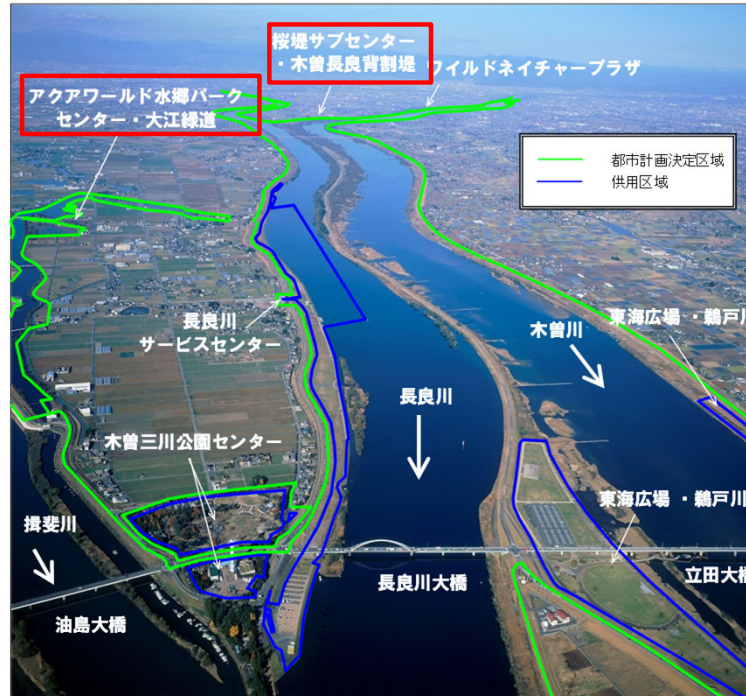 桜堤サブセンター
・木曽長良背割堤
ワイルドネイチャープラザ
アクアワールド水郷パーク
センター・大江緑道
都市計画決定区域
供用区域
長良川
サービスセンター
木曽川
東海広場 ・鵜戸川
長良川
木曽三川公園センター
東海広場 ・鵜戸川
揖斐川
油島大橋
長良川大橋
立田大橋